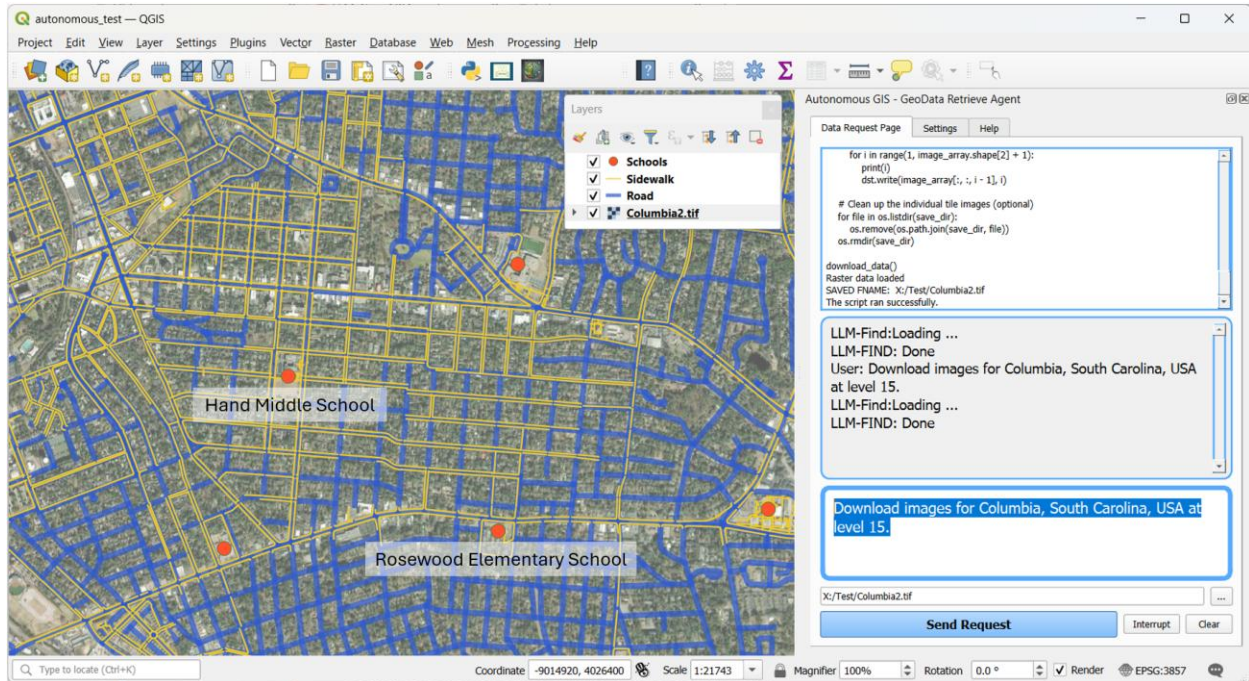 autonomous_test — QGIS
Project Edit View Layer Settings Plugins Vector Raster Database Web Mesh Processing Help
Layers
Schools
Sidewalk
Road
Columbia2.tif
Hand Middle School
Rosewood Elementary School
Autonomous GIS - GeoData Retrieve Agent
Data Request Page Settings Help
for i in range(1, image_array.shape[2] + 1):
print(i)
dst.write(image_array[:, :, i - 1], i)
# Clean up the individual tile images (optional)
for file in os.listdir(save_dir):
os.remove(os.path.join(save_dir, file))
os.rmdir(save_dir)
download_data()
Raster data loaded
SAVED FNAME: X:/Test/Columbia2.tif
The script ran successfully.
LLM-Find:Loading ...
LLM-FIND: Done
User: Download images for Columbia, South Carolina, USA
at level 15.
LLM-Find:Loading ...
LLM-FIND: Done
Download images for Columbia, South Carolina, USA at
level 15.
X:/Test/Columbia2.tif
...
Send Request Interrupt Clear
Type to locate (Ctrl+K) Coordinate -9014920, 4026400 Scale 1:21743 Magnifier 100% Rotation 0.0 ° Render EPSG:3857